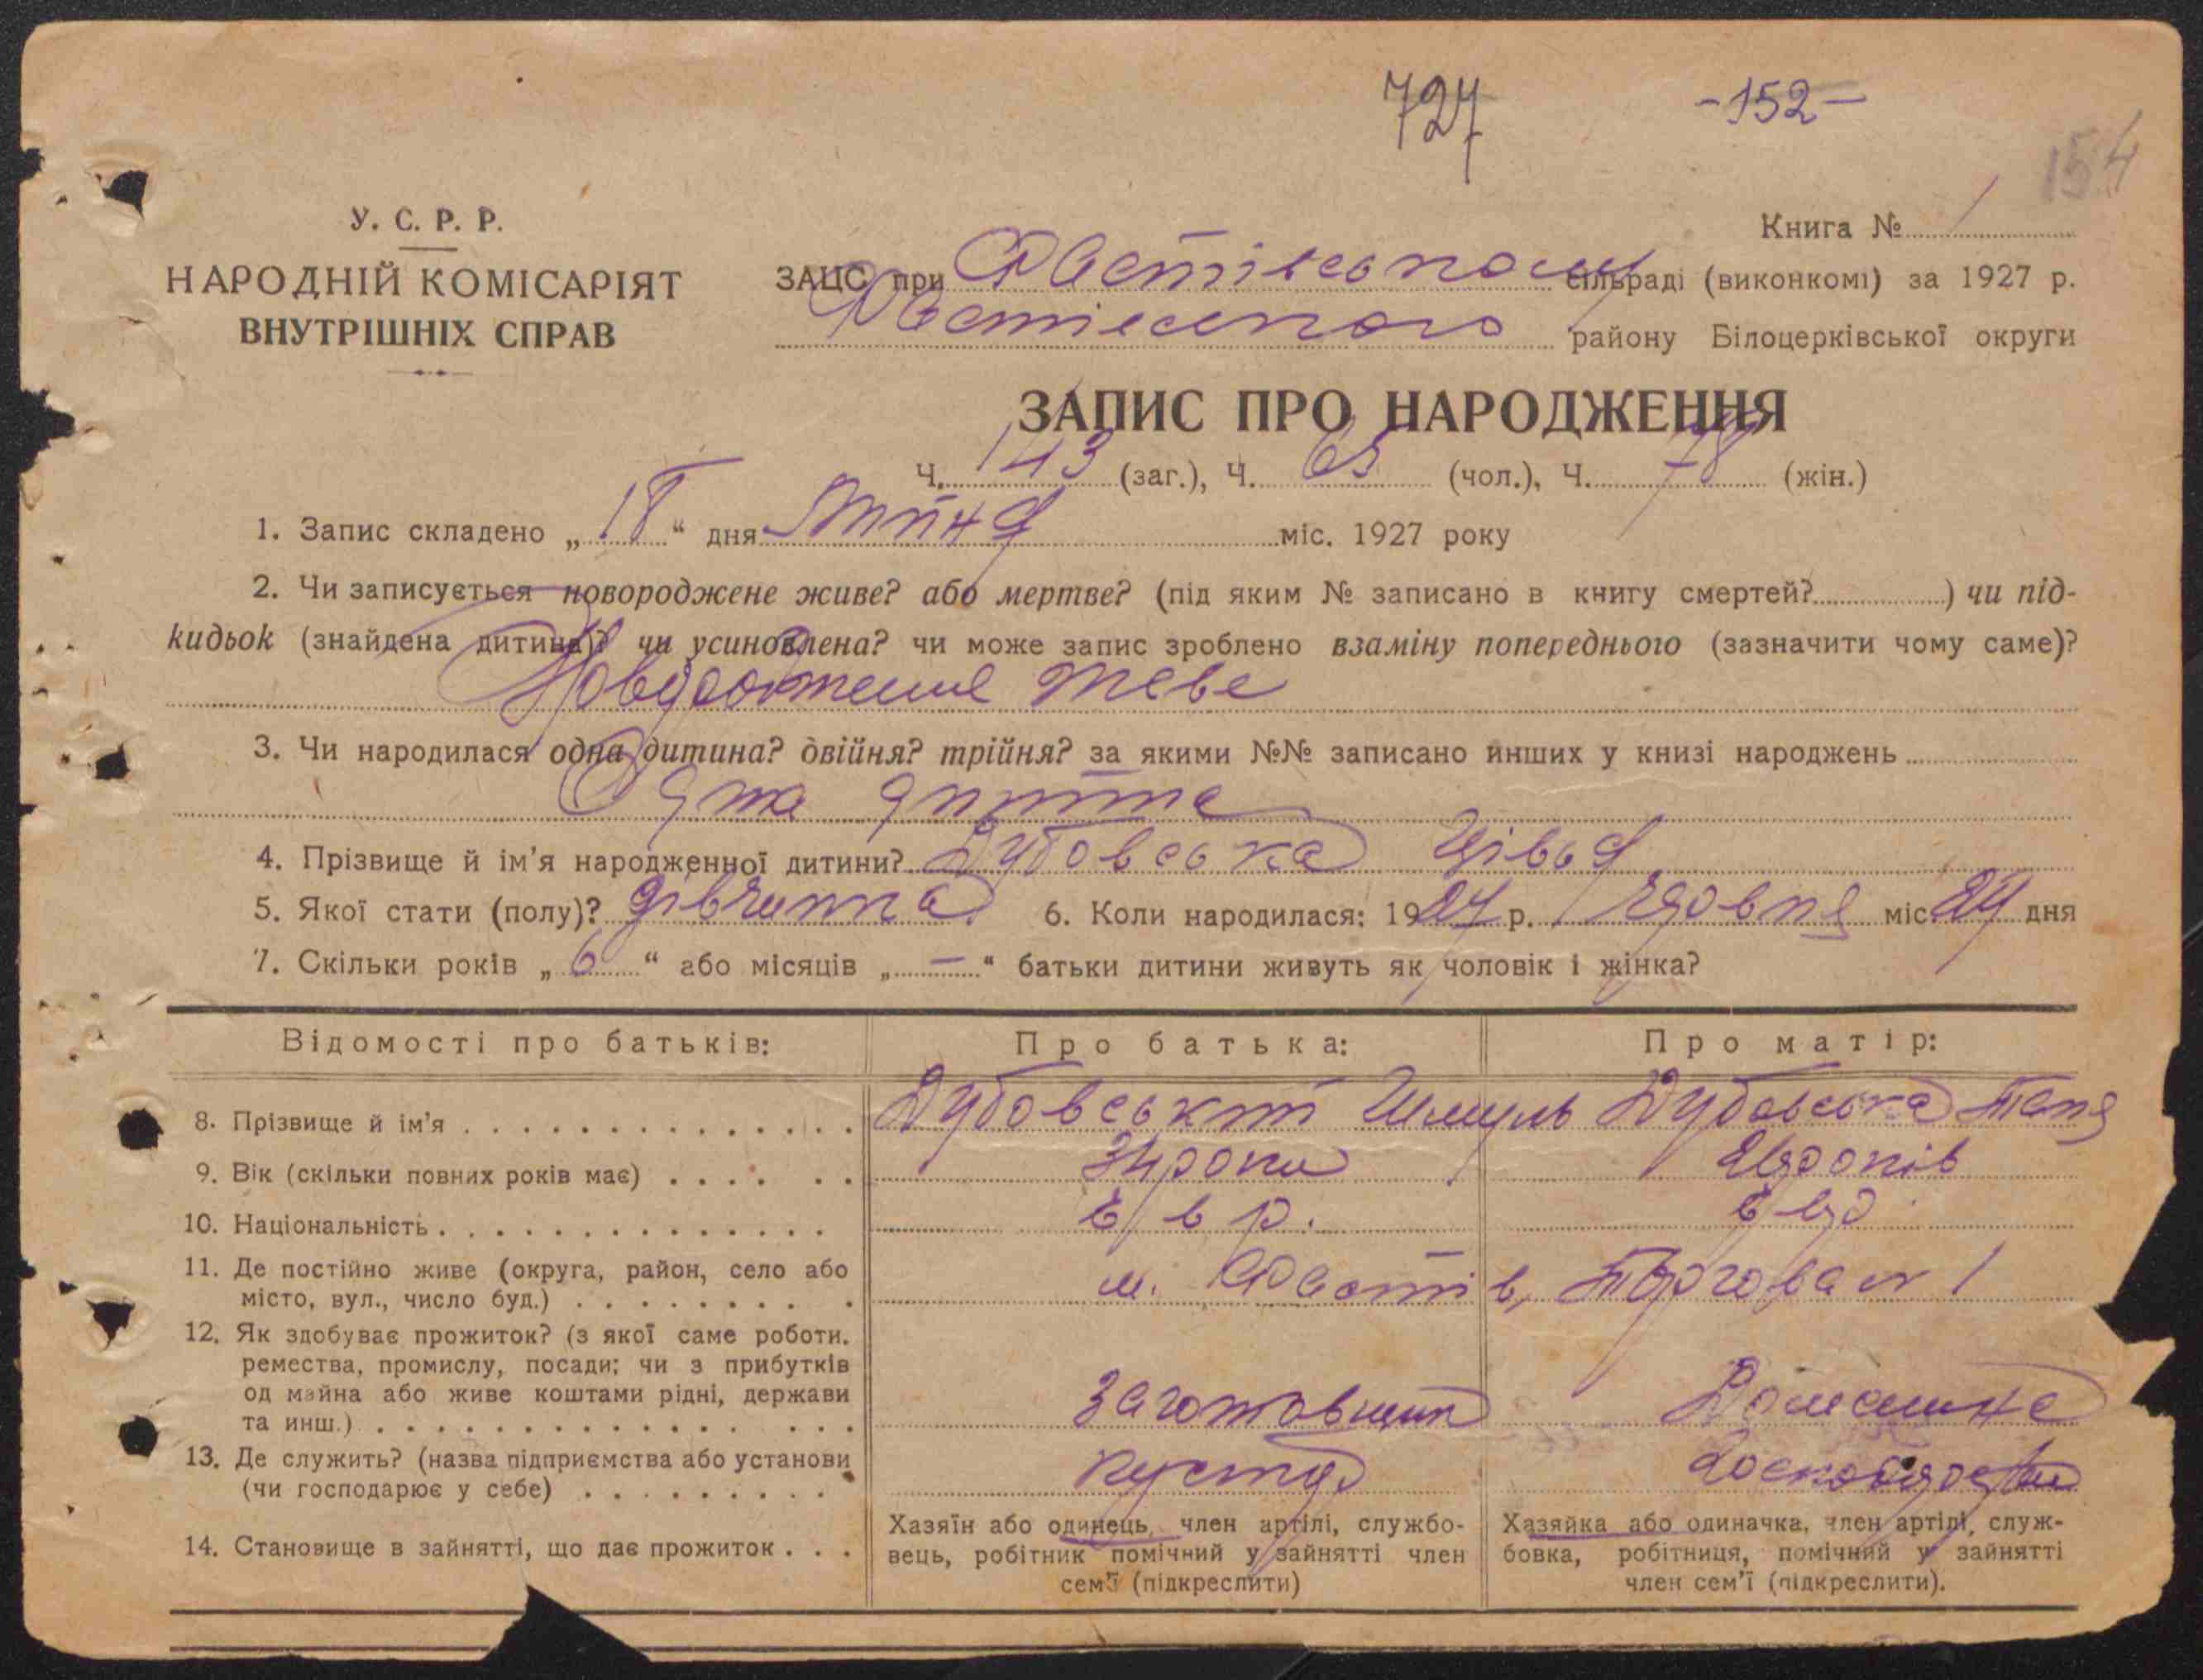 727
-152-
154
У. С. Р. Р.
НАРОДНІЙ КОМІСАРІЯТ
ВНУТРІШНІХ СПРАВ
Книга № 1
ЗАЦС при Фастівському сільраді (виконкомі) за 1927 р.
Фастівського району Білоцерківської округи
ЗАПИС ПРО НАРОДЖЕННЯ
Ч. 143 (заг.), Ч. 65 (чол.), Ч. 78 (жін.)
1. Запис складено „ 18 “ дня міс. 1927 року
2. Чи записується новороджене живе? або мертве? (під яким № записано в книгу смертей? ) чи під-
кидьок (знайдена дитина)? чи усиновлена? чи може запис зроблено взаміну попереднього (зазначити чому саме)?
живе
3. Чи народилася одна дитина? двійня? трійня? за якими №№ записано инших у книзі народжень
Одна дитина
4. Прізвище й ім’я народженної дитини? Дубовська Цівья
5. Якої стати (полу)? дівчинка 6. Коли народилася: 19 р. міс. дня
7. Скільки років „ 6 “ або місяців „ — “ батьки дитини живуть як чоловік і жінка?
Відомості про батьків: Про батька: Про матір:
8. Прізвище й ім’я Дубовський Шмуль Дубовська
9. Вік (скільки повних років має) роки років
10. Національність Євр. Євр.
11. Де постійно живе (округа, район, село або
місто, вул., число буд.) м. Фастів, Торгова № 1
12. Як здобуває прожиток? (з якої саме роботи.
ремества, промислу, посади; чи з прибутків
од майна або живе коштами рідні, держави
та инш.) Заготовщик Домашнє
13. Де служить? (назва підприємства або установи
(чи господарює у себе) кустар
14. Становище в зайнятті, що дає прожиток
Хазяїн або одинець, член артілі, службо-
вець, робітник помічний у зайнятті член
сем’ї (підкреслити)
Хазяйка або одиначка, член артілі, служ-
бовка, робітниця, помічний у зайнятті
член сем’ї (підкреслити).